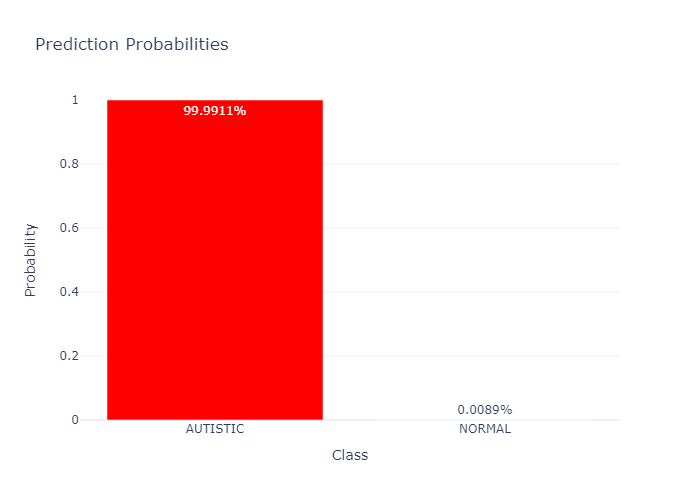 Prediction Probabilities
1
99.9911%
0.8
0.6
Probability
0.4
0.2
0.0089%
0
AUTISTIC
NORMAL
Class